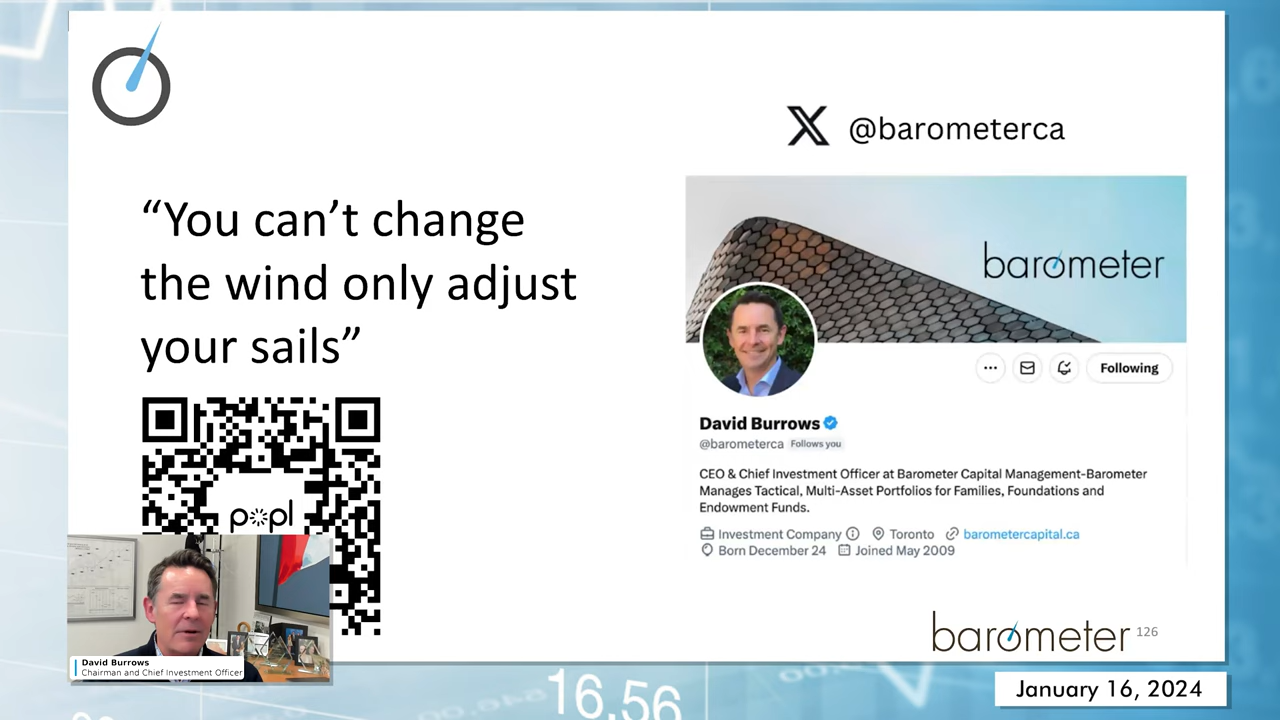 X @barometerca
“You can’t change
the wind only adjust
your sails”
popl
barometer
Following
David Burrows
@barometerca Follows you
CEO & Chief Investment Officer at Barometer Capital Management-Barometer
Manages Tactical, Multi-Asset Portfolios for Families, Foundations and
Endowment Funds.
Investment Company Toronto barometercapital.ca
Born December 24 Joined May 2009
David Burrows
Chairman and Chief Investment Officer
barometer 126
January 16, 2024
16.56